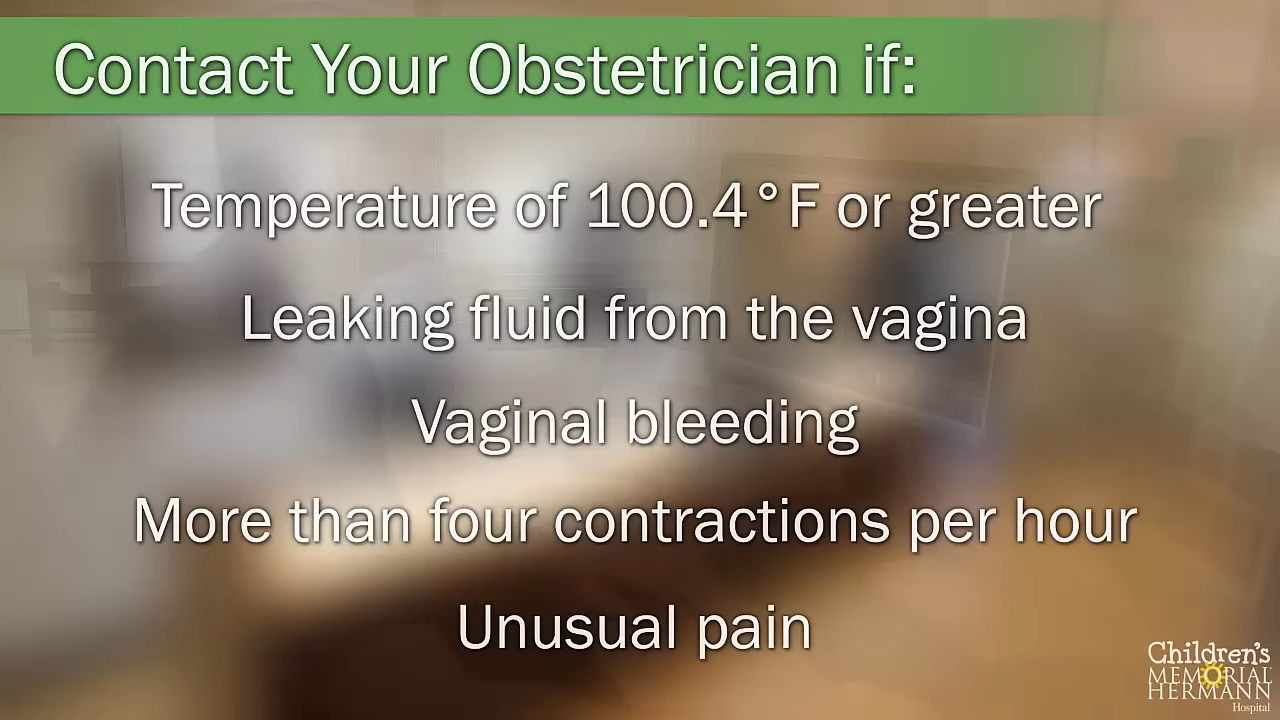 Contact Your Obstetrician if:
Temperature of 100.4°F or greater
Leaking fluid from the vagina
Vaginal bleeding
More than four contractions per hour
Unusual pain
Children's
MEMORIAL
HERMANN
Hospital